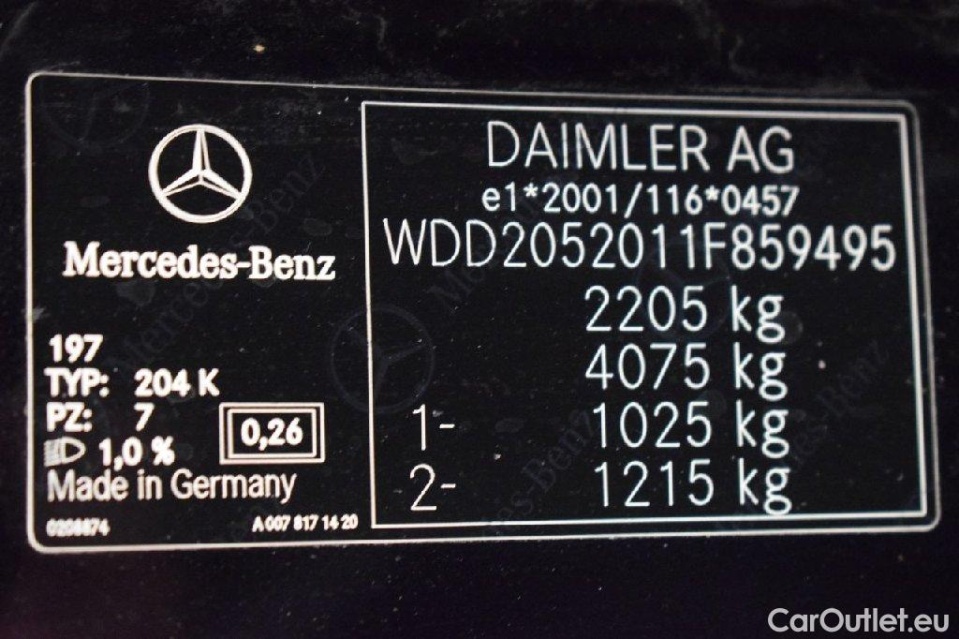 Mercedes-Benz
197
TYP: 204 K
PZ: 7
1,0 %
0,26
Made in Germany
0208874
A 007 817 14 20
DAIMLER AG
e1*2001/116*0457
WDD2052011F859495
2205 kg
4075 kg
1- 1025 kg
2- 1215 kg
CarOutlet.eu